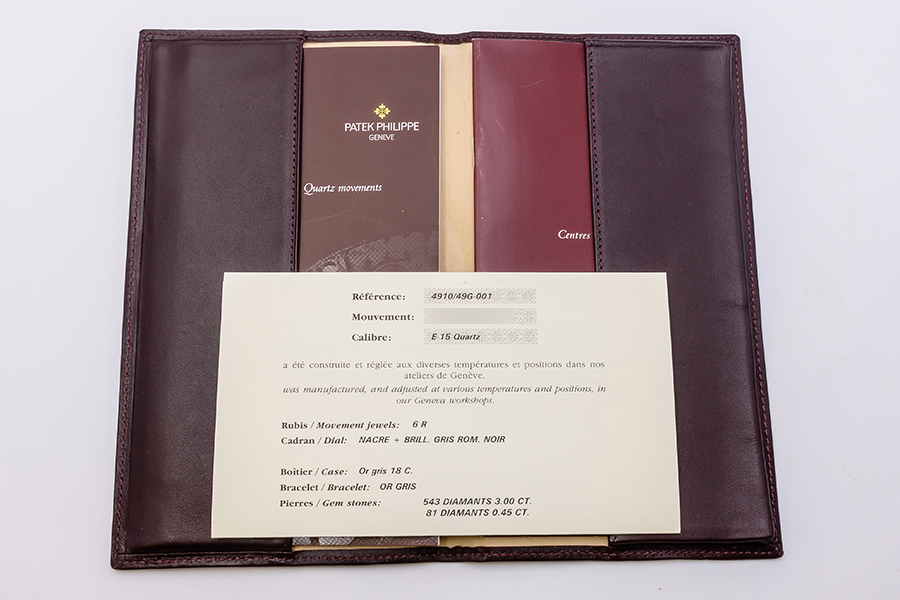 PATEK PHILIPPE
GENEVE
Quartz movements
Centres
Référence: 4910/49G-001
Mouvement:
Calibre: E-15 Quartz
a été construite et réglée aux diverses températures et positions dans nos
ateliers de Genève.
was manufactured, and adjusted at various temperatures and positions, in
our Geneva workshops.
Rubis / Movement jewels: 6 R
Cadran / Dial: NACRE + BRILL. GRIS ROM. NOIR
Boîtier / Case: Or gris 18 C.
Bracelet / Bracelet: OR GRIS
Pierres / Gem stones: 543 DIAMANTS 3.00 CT.
81 DIAMANTS 0.45 CT.